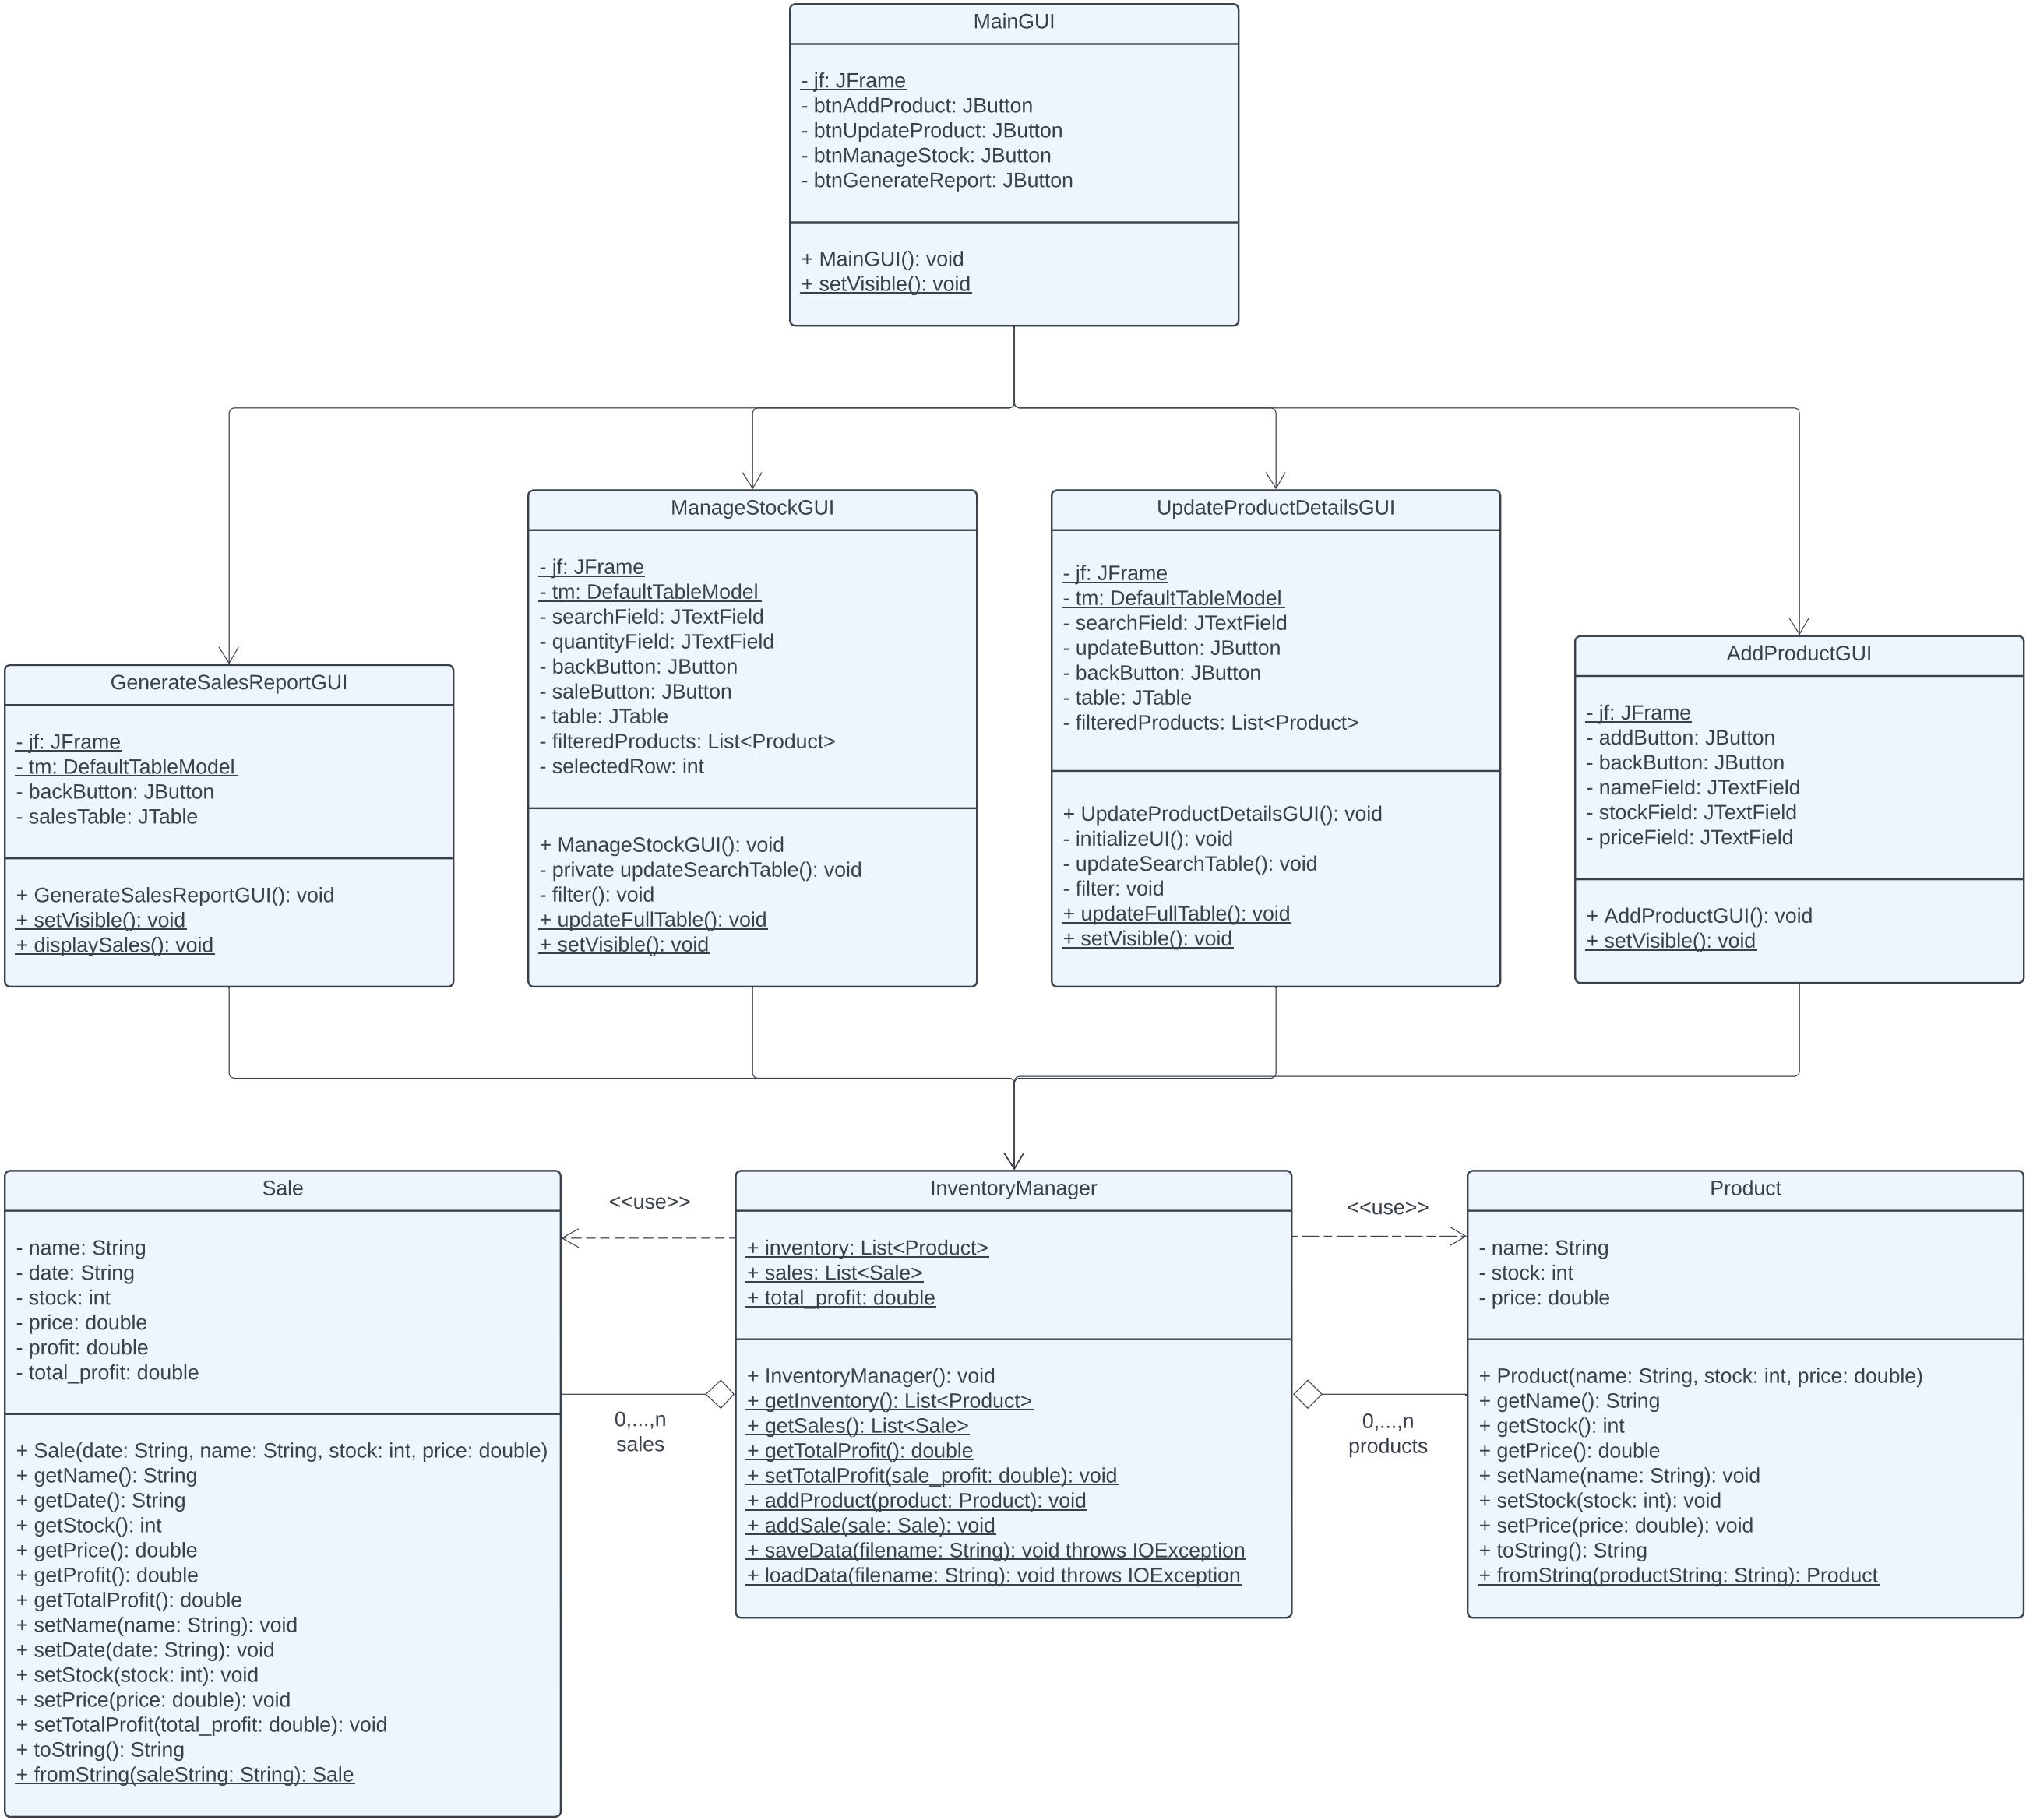 MainGUI
- jf: JFrame
- btnAddProduct: JButton
- btnUpdateProduct: JButton
- btnManageStock: JButton
- btnGenerateReport: JButton
+ MainGUI(): void
+ setVisible(): void
GenerateSalesReportGUI
- jf: JFrame
- tm: DefaultTableModel
- backButton: JButton
- salesTable: JTable
+ GenerateSalesReportGUI(): void
+ setVisible(): void
+ displaySales(): void
ManageStockGUI
- jf: JFrame
- tm: DefaultTableModel
- searchField: JTextField
- quantityField: JTextField
- backButton: JButton
- saleButton: JButton
- table: JTable
- filteredProducts: List<Product>
- selectedRow: int
+ ManageStockGUI(): void
- private updateSearchTable(): void
- filter(): void
+ updateFullTable(): void
+ setVisible(): void
UpdateProductDetailsGUI
- jf: JFrame
- tm: DefaultTableModel
- searchField: JTextField
- updateButton: JButton
- backButton: JButton
- table: JTable
- filteredProducts: List<Product>
+ UpdateProductDetailsGUI(): void
- initializeUI(): void
- updateSearchTable(): void
- filter: void
+ updateFullTable(): void
+ setVisible(): void
AddProductGUI
- jf: JFrame
- addButton: JButton
- backButton: JButton
- nameField: JTextField
- stockField: JTextField
- priceField: JTextField
+ AddProductGUI(): void
+ setVisible(): void
Sale
- name: String
- date: String
- stock: int
- price: double
- profit: double
- total_profit: double
+ Sale(date: String, name: String, stock: int, price: double)
+ getName(): String
+ getDate(): String
+ getStock(): int
+ getPrice(): double
+ getProfit(): double
+ getTotalProfit(): double
+ setName(name: String): void
+ setDate(date: String): void
+ setStock(stock: int): void
+ setPrice(price: double): void
+ setTotalProfit(total_profit: double): void
+ toString(): String
+ fromString(saleString: String): Sale
<<use>>
0,...,n
sales
InventoryManager
+ inventory: List<Product>
+ sales: List<Sale>
+ total_profit: double
+ InventoryManager(): void
+ getInventory(): List<Product>
+ getSales(): List<Sale>
+ getTotalProfit(): double
+ setTotalProfit(sale_profit: double): void
+ addProduct(product: Product): void
+ addSale(sale: Sale): void
+ saveData(filename: String): void throws IOException
+ loadData(filename: String): void throws IOException
<<use>>
0,...,n
products
Product
- name: String
- stock: int
- price: double
+ Product(name: String, stock: int, price: double)
+ getName(): String
+ getStock(): int
+ getPrice(): double
+ setName(name: String): void
+ setStock(stock: int): void
+ setPrice(price: double): void
+ toString(): String
+ fromString(productString: String): Product